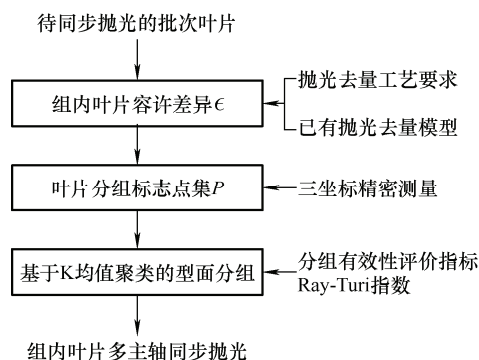 待同步抛光的批次叶片
组内叶片容许差异ϵ
抛光去量工艺要求
已有抛光去量模型
叶片分组标志点集P
三坐标精密测量
基于K均值聚类的型面分组
分组有效性评价指标
Ray-Turi指数
组内叶片多主轴同步抛光